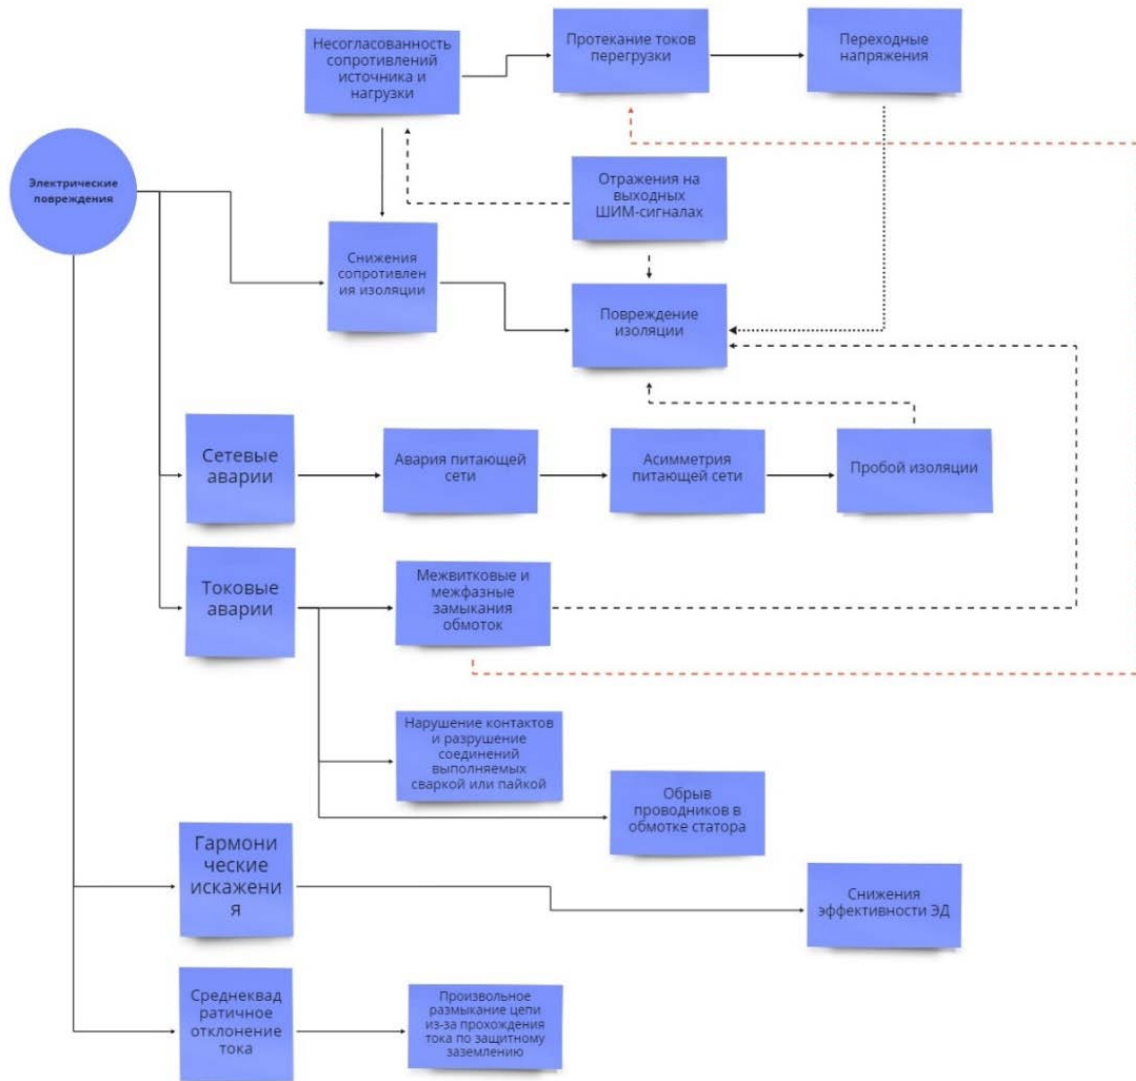 Несогласованность
сопротивлений
источника и
нагрузки
Протекание токов
перегрузки
Переходные
напряжения
Электрические
повреждения
Отражения на
выходных
ШИМ-сигналах
Снижения
сопротивлен
ия изоляции
Повреждение
изоляции
Сетевые
аварии
Авария питающей
сети
Асимметрия
питающей сети
Пробой изоляции
Токовые
аварии
Межвитковые и
межфазные
замыкания
обмоток
Нарушение контактов
и разрушение
соединений
выполняемых
сваркой или пайкой
Обрыв
проводников в
обмотке статора
Гармони
ческие
искажени
я
Снижения
эффективности ЭД
Среднеквад
ратичное
отклонение
тока
Произвольное
размыкание цепи
из-за прохождения
тока по защитному
заземлению